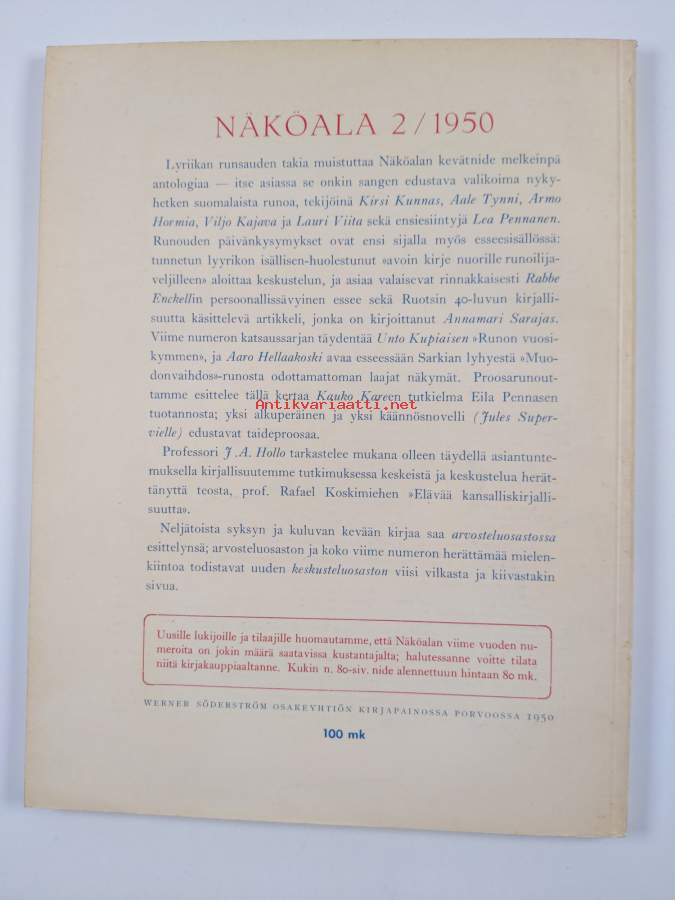 NÄKÖALA 2/1950
Lyriikan runsauden takia muistuttaa Näköalan kevätnide melkeinpä
antologiaa — itse asiassa se onkin sangen edustava valikoima nyky-
hetken suomalaista runoa, tekijöinä Kirsi Kunnas, Aale Tynni, Armo
Hormia, Viljo Kajava ja Lauri Viita sekä ensiesiintyjä Lea Pennanen.
Runouden päivänkysymykset ovat ensi sijalla myös esseesisällössä:
tunnetun lyyrikon isällisen-huolestunut »avoin kirje nuorille runoilija-
veljilleen» aloittaa keskustelun, ja asiaa valaisevat rinnakkaisesti Rabbe
Enckellin persoonallissävyinen essee sekä Ruotsin 40-luvun kirjalli-
suutta käsittelevä artikkeli, jonka on kirjoittanut Annamari Sarajas.
Viime numeron katsaussarjan täydentää Unto Kupiaisen »Runon vuosi-
kymmen», ja Aaro Hellaakoski avaa esseessään Sarkian lyhyestä »Muo-
donvaihdos»-runosta odottamattoman laajat näkymät. Proosarunout-
tamme esittelee tällä kertaa Kauko Kareen tutkielma Eila Pennasen
tuotannosta; yksi alkuperäinen ja yksi käännösnovelli (Jules Super-
vielle) edustavat taideproosaa.
Antikvariaatti.net
Professori J. A. Hollo tarkastelee mukana olleen täydellä asiantunte-
muksella kirjallisuutemme tutkimuksessa keskeistä ja keskustelua herät-
tänyttä teosta, prof. Rafael Koskimiehen »Elävää kansalliskirjalli-
suutta».
Neljätoista syksyn ja kuluvan kevään kirjaa saa arvosteluosastossa
esittelynsä; arvosteluosaston ja koko viime numeron herättämää mielen-
kiintoa todistavat uuden keskusteluosaston viisi vilkasta ja kiivastakin
sivua.
Uusille lukijoille ja tilaajille huomautamme, että Näköalan viime vuoden nu-
meroita on jokin määrä saatavissa kustantajalta; halutessanne voitte tilata
niitä kirjakauppiaaltanne. Kukin n. 80-siv. nide alennettuun hintaan 80 mk.
WERNER SÖDERSTRÖM OSAKEYHTIÖN KIRJAPAINOSSA PORVOOSSA 1950
100 mk